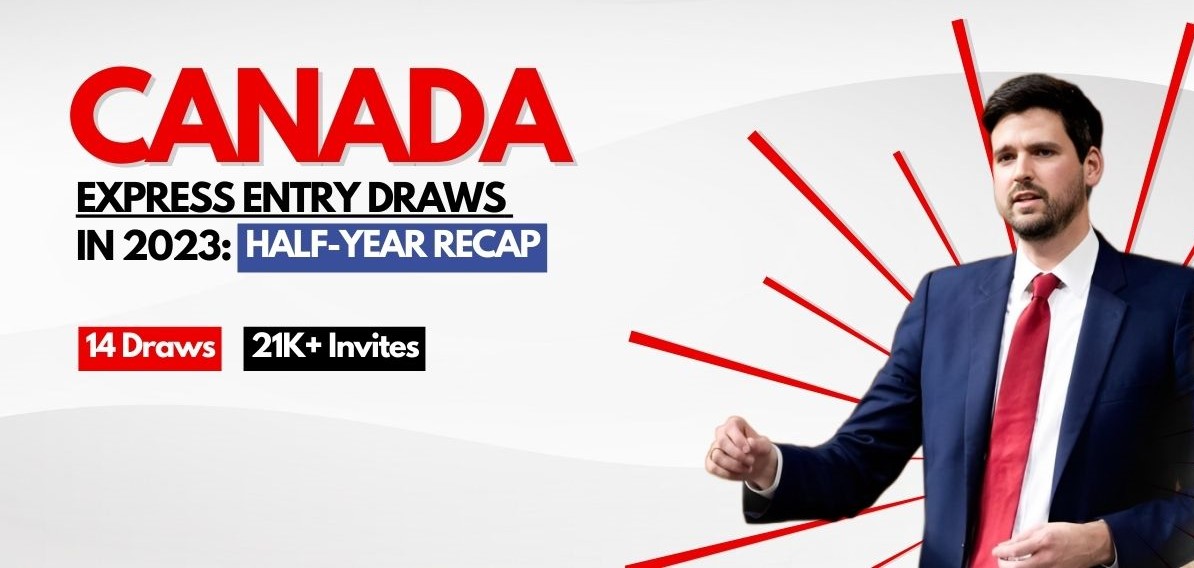 CANADA
EXPRESS ENTRY DRAWS
IN 2023: HALF-YEAR RECAP
14 Draws 21K+ Invites